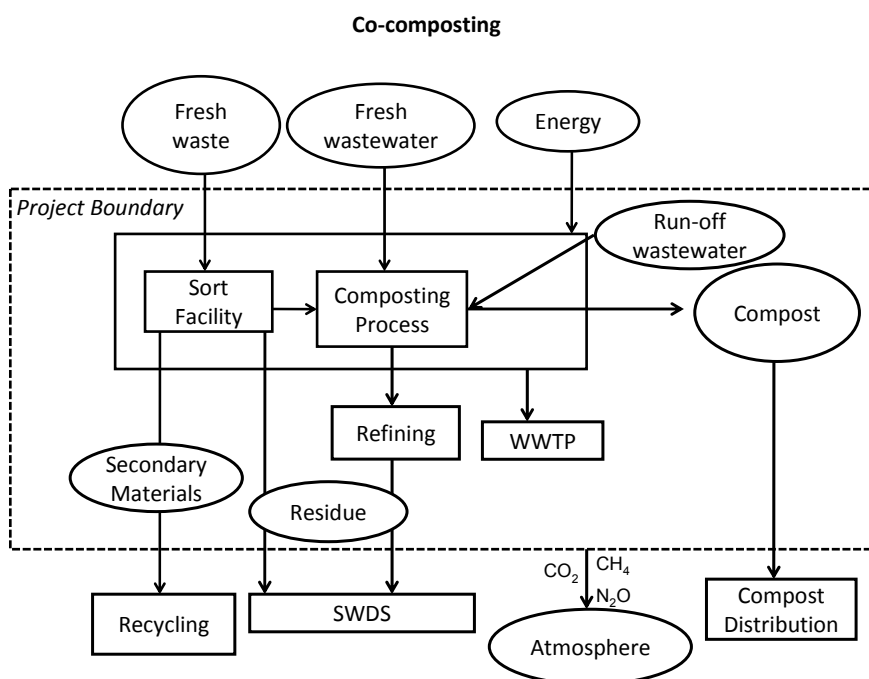 Co-composting
Fresh
waste
Fresh
wastewater
Energy
Project Boundary
Run-off
wastewater
Sort
Facility
Composting
Process
Compost
Refining
WWTP
Secondary
Materials
Residue
CO₂
CH₄
N₂O
Recycling
SWDS
Atmosphere
Compost
Distribution